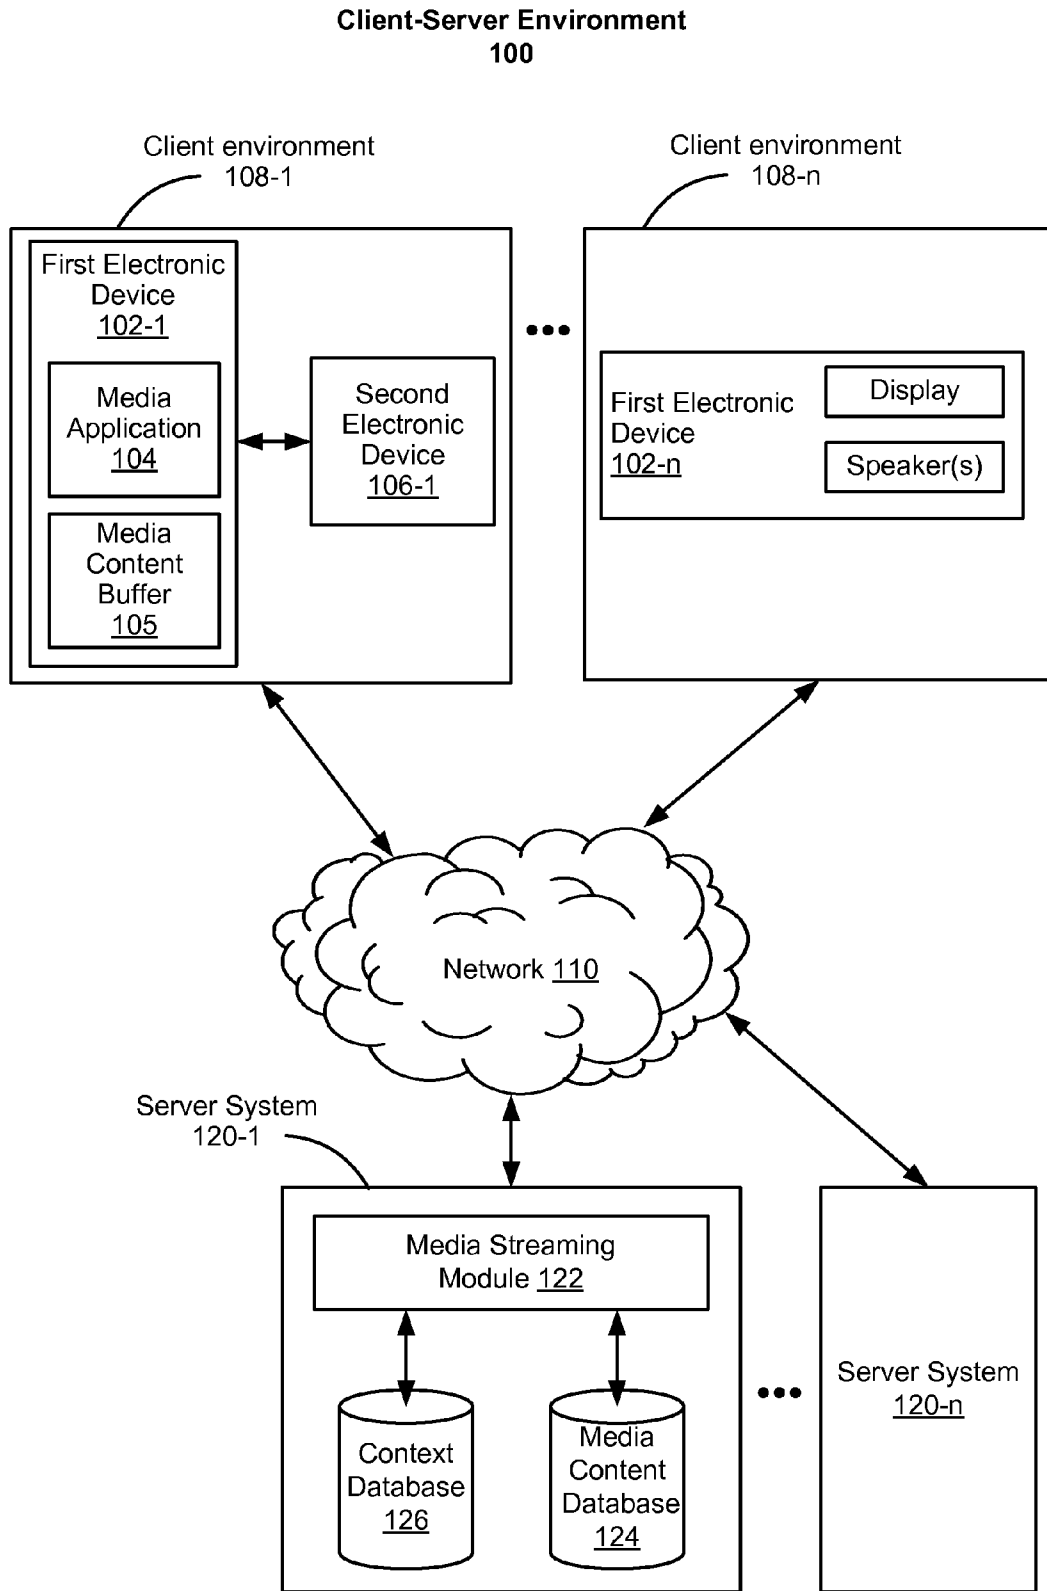 Client-Server Environment
100
Client environment
108-1
Client environment
108-n
First Electronic
Device
102-1
Media
Application
104
Media
Content
Buffer
105
Second
Electronic
Device
106-1
First Electronic
Device
102-n
Display
Speaker(s)
Network 110
Server System
120-1
Media Streaming
Module 122
Context
Database
126
Media
Content
Database
124
Server System
120-n